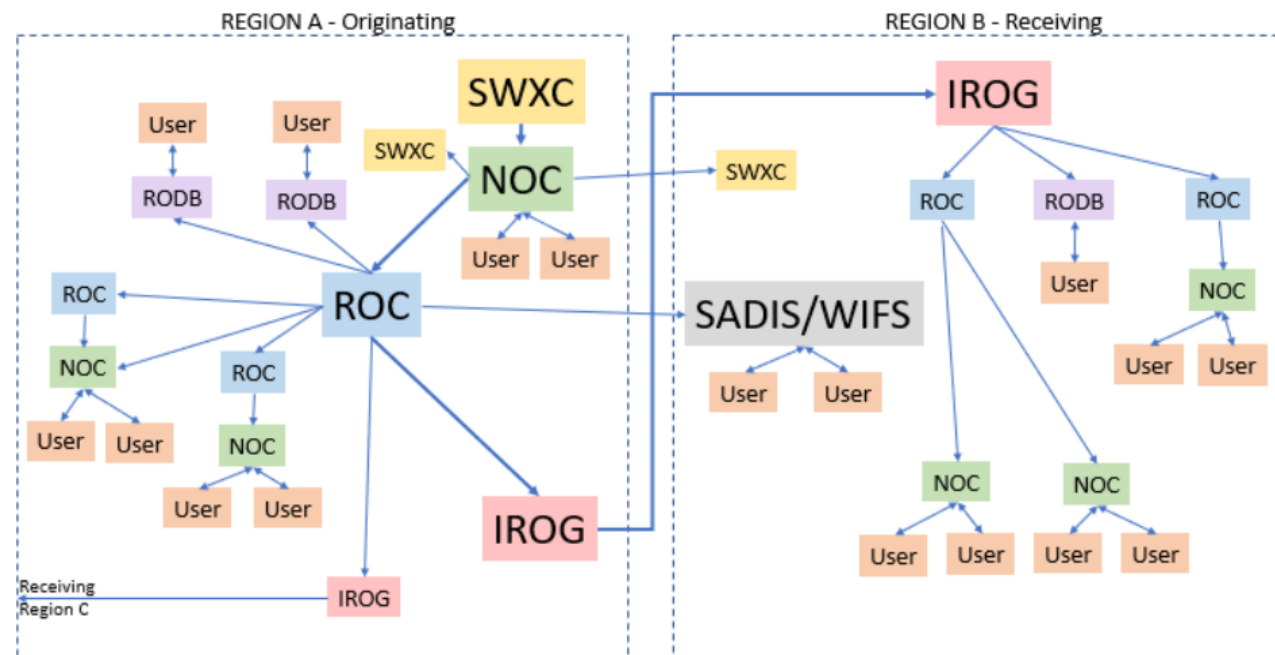 REGION A - Originating
REGION B - Receiving
SWXC
IROG
User
User
SWXC
NOC
SWXC
RODB
RODB
ROC
RODB
ROC
User
User
User
ROC
ROC
SADIS/WIFS
NOC
NOC
ROC
User
User
User
User
User
User
User
NOC
NOC
NOC
User
User
IROG
User
User
User
User
Receiving
Region C
IROG